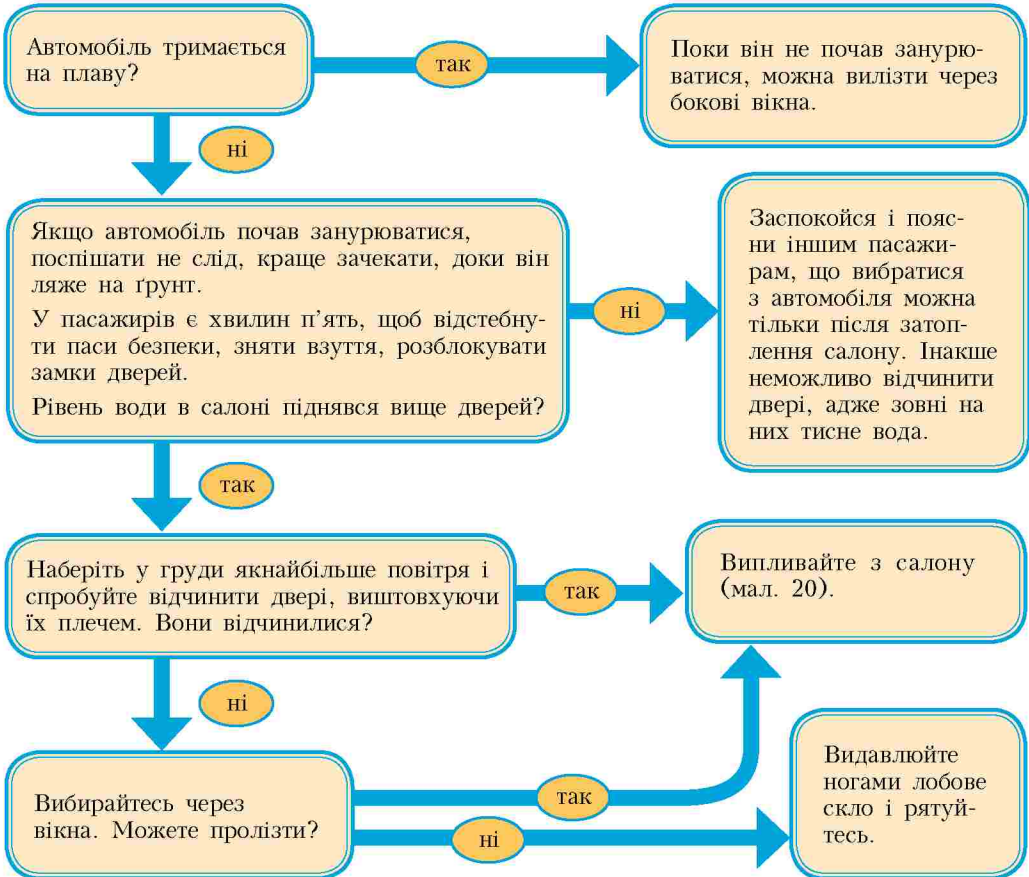 Автомобіль тримається
на плаву?
так
Поки він не почав занурю-
ватися, можна вилізти через
бокові вікна.
ні
Якщо автомобіль почав занурюватися,
поспішати не слід, краще зачекати, доки він
ляже на ґрунт.
У пасажирів є хвилин п’ять, щоб відстебну-
ти паси безпеки, зняти взуття, розблокувати
замки дверей.
Рівень води в салоні піднявся вище дверей?
ні
Заспокойся і пояс-
ни іншим пасажи-
рам, що вибратися
з автомобіля можна
тільки після затоп-
лення салону. Інакше
неможливо відчинити
двері, адже зовні на
них тисне вода.
так
Наберіть у груди якнайбільше повітря і
спробуйте відчинити двері, виштовхуючи
їх плечем. Вони відчинилися?
так
Випливайте з салону
(мал. 20).
ні
Вибирайтесь через
вікна. Можете пролізти?
так
ні
Видавлюйте
ногами лобове
скло і рятуй-
тесь.